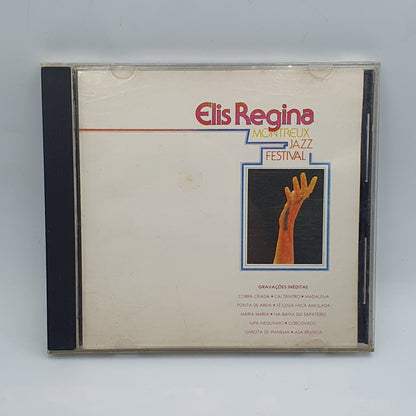 Elis Regina
MONTREUX
JAZZ
FESTIVAL
GRAVAÇÕES INÉDITAS
COBRA CRIADA • CAI DENTRO • MADALENA
PONTA DE AREIA • FÉ CEGA FACA AMOLADA
MARIA MARIA • NA BAIXA DO SAPATEIRO
UPA NEGUINHO • CORCOVADO
GAROTA DE IPANEMA • ASA BRANCA